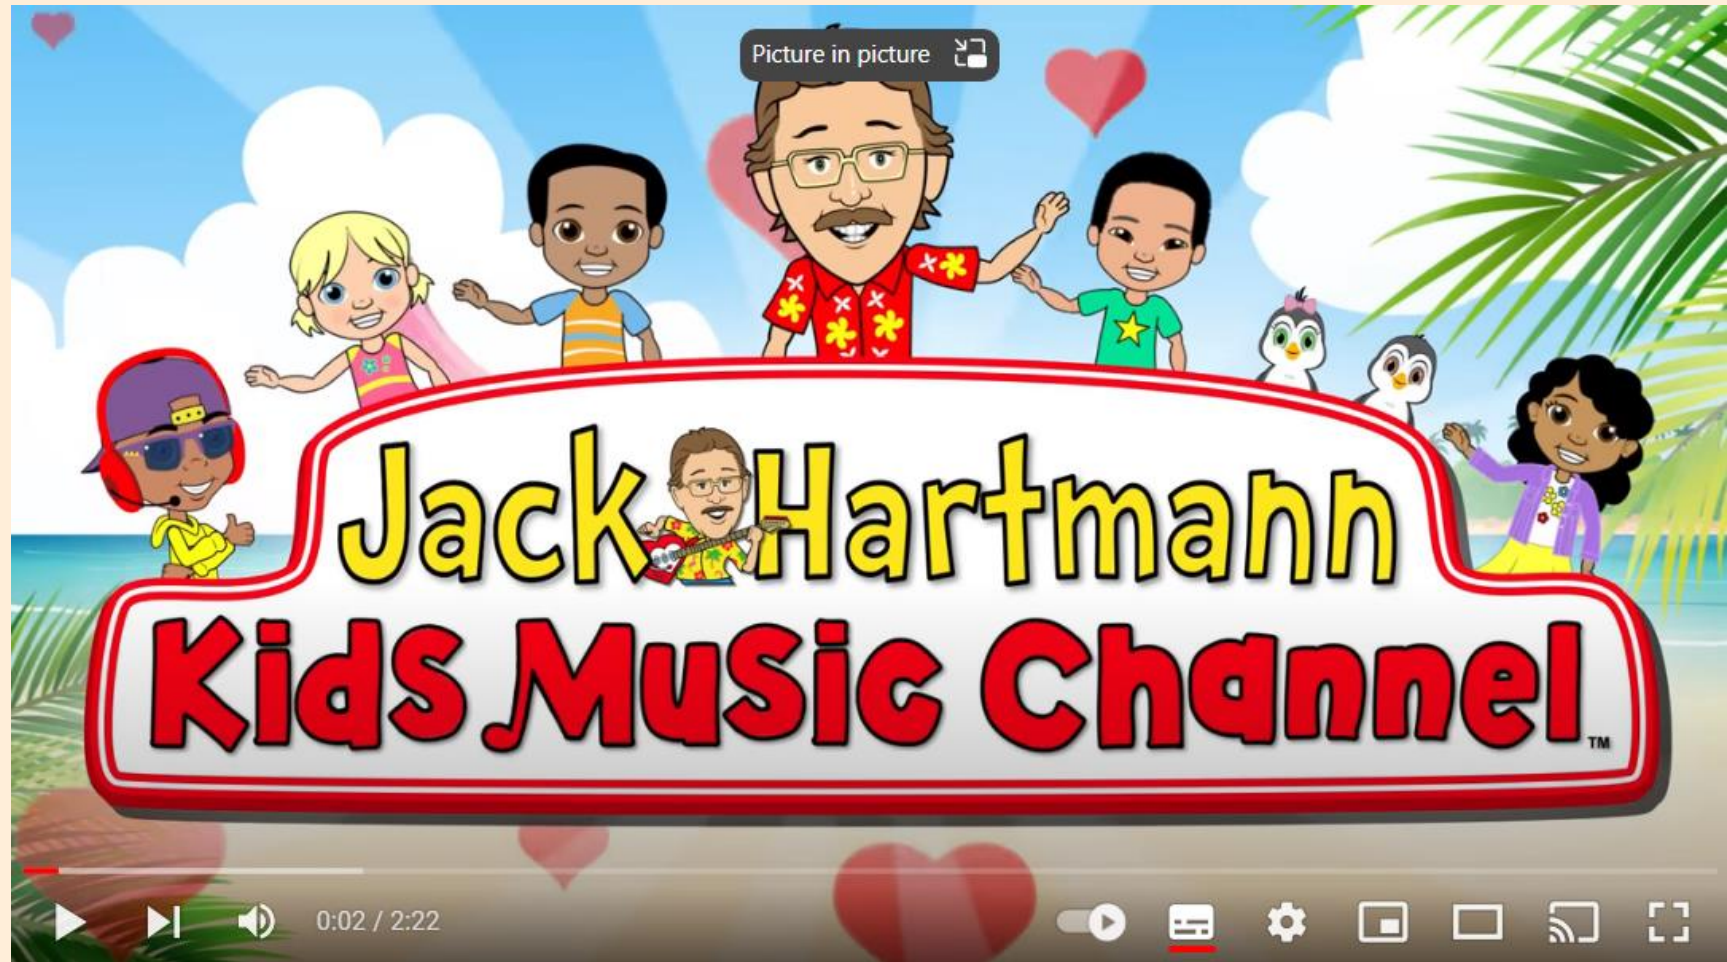 Picture in picture
Jack Hartmann
Kids Music Channel
TM
0:02 / 2:22